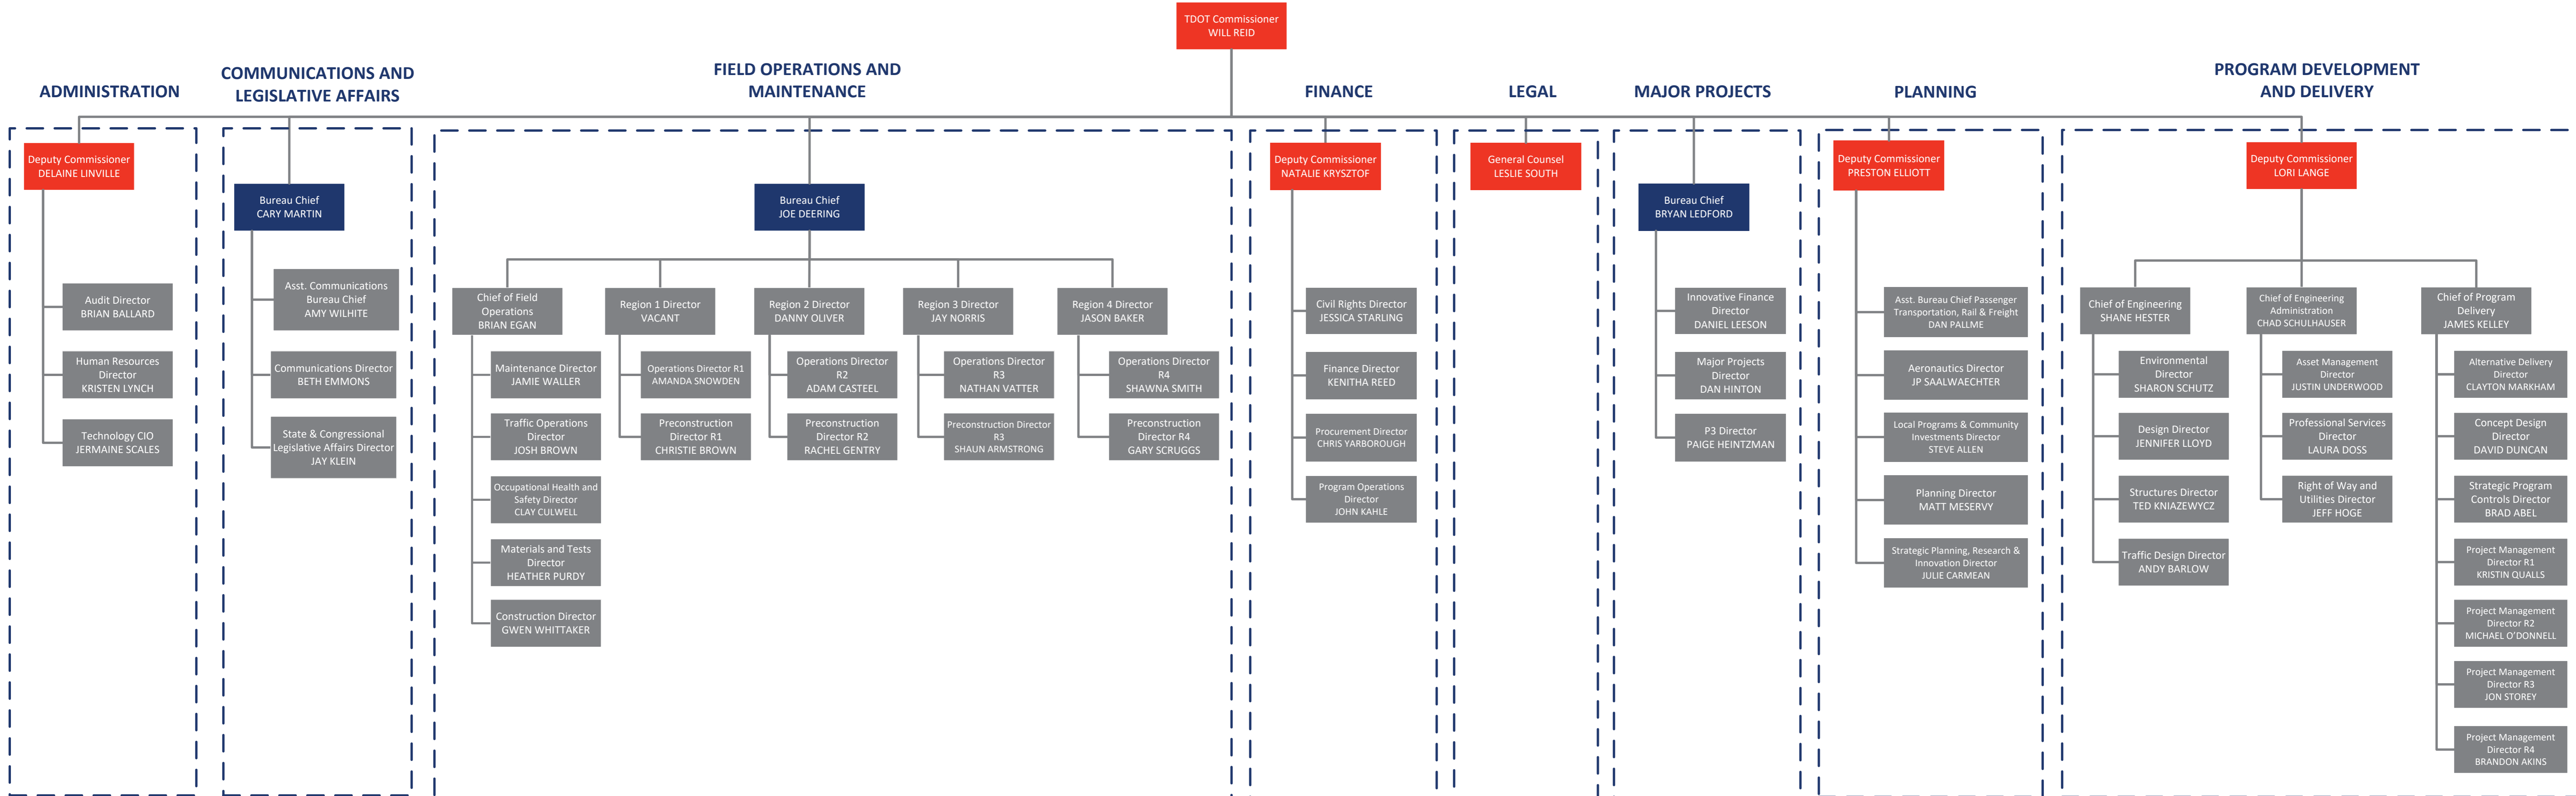 TDOT Commissioner
WILL REID
ADMINISTRATION
Deputy Commissioner
DELAINE LINVILLE
Audit Director
BRIAN BALLARD
Human Resources
Director
KRISTEN LYNCH
Technology CIO
JERMAINE SCALES
COMMUNICATIONS AND
LEGISLATIVE AFFAIRS
Bureau Chief
CARY MARTIN
Asst. Communications
Bureau Chief
AMY WILHITE
Communications Director
BETH EMMONS
State & Congressional
Legislative Affairs Director
JAY KLEIN
FIELD OPERATIONS AND
MAINTENANCE
Bureau Chief
JOE DEERING
Chief of Field
Operations
BRIAN EGAN
Maintenance Director
JAMIE WALLER
Traffic Operations
Director
JOSH BROWN
Occupational Health and
Safety Director
CLAY CULWELL
Materials and Tests
Director
HEATHER PURDY
Construction Director
GWEN WHITTAKER
Region 1 Director
VACANT
Operations Director R1
AMANDA SNOWDEN
Preconstruction
Director R1
CHRISTIE BROWN
Region 2 Director
DANNY OLIVER
Operations Director
R2
ADAM CASTEEL
Preconstruction
Director R2
RACHEL GENTRY
Region 3 Director
JAY NORRIS
Operations Director
R3
NATHAN VATTER
Preconstruction Director
R3
SHAUN ARMSTRONG
Region 4 Director
JASON BAKER
Operations Director
R4
SHAWNA SMITH
Preconstruction
Director R4
GARY SCRUGGS
FINANCE
Deputy Commissioner
NATALIE KRYSZTOF
Civil Rights Director
JESSICA STARLING
Finance Director
KENITHA REED
Procurement Director
CHRIS YARBOROUGH
Program Operations
Director
JOHN KAHLE
LEGAL
General Counsel
LESLIE SOUTH
MAJOR PROJECTS
Bureau Chief
BRYAN LEDFORD
Innovative Finance
Director
DANIEL LEESON
Major Projects
Director
DAN HINTON
P3 Director
PAIGE HEINTZMAN
PLANNING
Deputy Commissioner
PRESTON ELLIOTT
Asst. Bureau Chief Passenger
Transportation, Rail & Freight
DAN PALLME
Aeronautics Director
JP SAALWAECHTER
Local Programs & Community
Investments Director
STEVE ALLEN
Planning Director
MATT MESERVY
Strategic Planning, Research &
Innovation Director
JULIE CARMEAN
PROGRAM DEVELOPMENT
AND DELIVERY
Deputy Commissioner
LORI LANGE
Chief of Engineering
SHANE HESTER
Environmental
Director
SHARON SCHUTZ
Design Director
JENNIFER LLOYD
Structures Director
TED KNIAZEWYCZ
Traffic Design Director
ANDY BARLOW
Chief of Engineering
Administration
CHAD SCHULHAUSER
Asset Management
Director
JUSTIN UNDERWOOD
Professional Services
Director
LAURA DOSS
Right of Way and
Utilities Director
JEFF HOGE
Chief of Program
Delivery
JAMES KELLEY
Alternative Delivery
Director
CLAYTON MARKHAM
Concept Design
Director
DAVID DUNCAN
Strategic Program
Controls Director
BRAD ABEL
Project Management
Director R1
KRISTIN QUALLS
Project Management
Director R2
MICHAEL O'DONNELL
Project Management
Director R3
JON STOREY
Project Management
Director R4
BRANDON AKINS